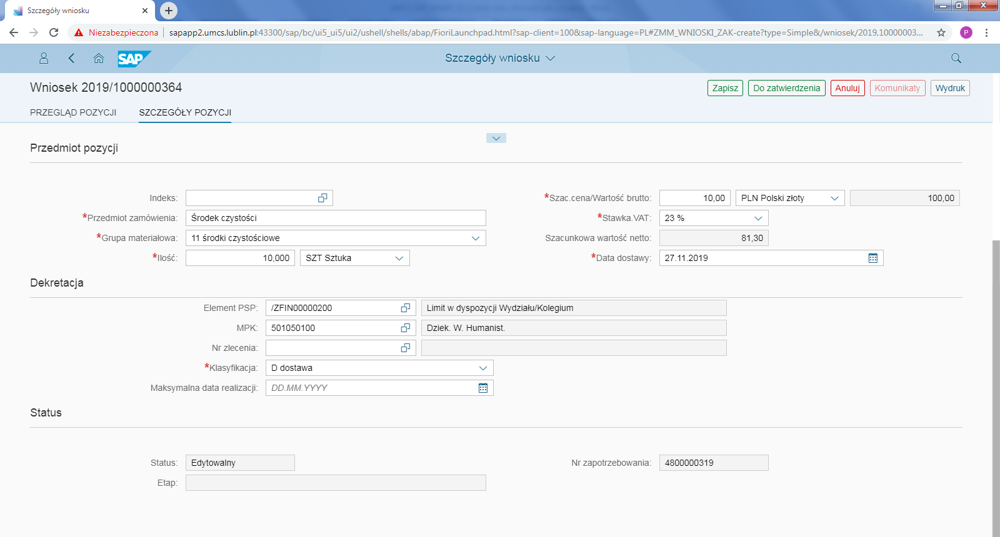 Szczegóły wniosku
Niezabezpieczona sapapp2.umcs.lublin.pl:43300/sap/bc/ui5_ui5/ui2/ushell/shells/abap/FioriLaunchpad.html?sap-client=100&sap-language=PL#ZMM_WNIOSKI_ZAK-create?type=Simple&/wniosek/2019,10000003... P
SAP Szczegóły wniosku
Wniosek 2019/1000000364 Zapisz Do zatwierdzenia Anuluj Komunikaty Wydruk
PRZEGLĄD POZYCJI SZCZEGÓŁY POZYCJI
Przedmiot pozycji
Indeks: *Szac.cena/Wartość brutto: 10,00 PLN Polski złoty 100,00
*Przedmiot zamówienia: Środek czystości *Stawka.VAT: 23 %
*Grupa materiałowa: 11 środki czystościowe Szacunkowa wartość netto: 81,30
*Ilość: 10,000 SZT Sztuka *Data dostawy: 27.11.2019
Dekretacja
Element PSP: /ZFIN00000200 Limit w dyspozycji Wydziału/Kolegium
MPK: 501050100 Dziek. W. Humanist.
Nr zlecenia:
*Klasyfikacja: D dostawa
Maksymalna data realizacji: DD.MM.YYYY
Status
Status: Edytowalny Nr zapotrzebowania: 4800000319
Etap: